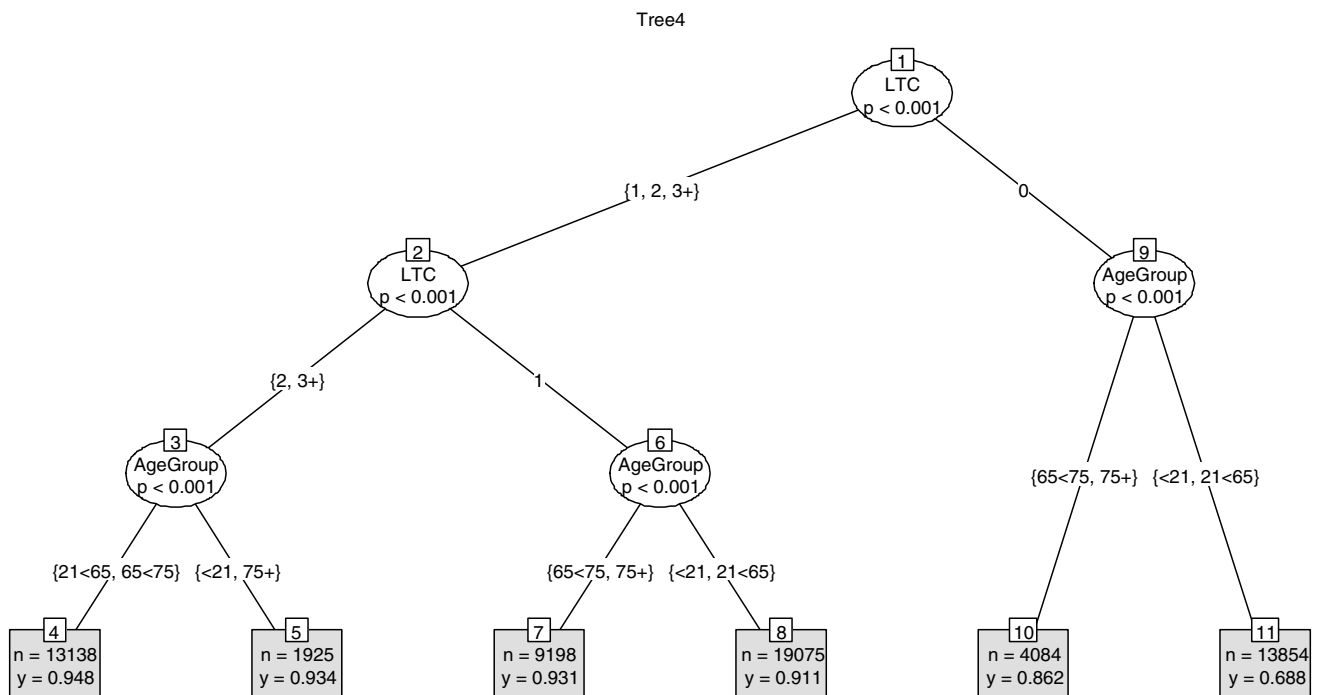 Tree4
1
LTC
p < 0.001
{1, 2, 3+}
0
2
LTC
p < 0.001
9
AgeGroup
p < 0.001
{2, 3+}
1
3
AgeGroup
p < 0.001
6
AgeGroup
p < 0.001
{65<75, 75+}
{<21, 21<65}
{21<65, 65<75}
{<21, 75+}
{65<75, 75+}
{<21, 21<65}
4
n = 13138
y = 0.948
5
n = 1925
y = 0.934
7
n = 9198
y = 0.931
8
n = 19075
y = 0.911
10
n = 4084
y = 0.862
11
n = 13854
y = 0.688